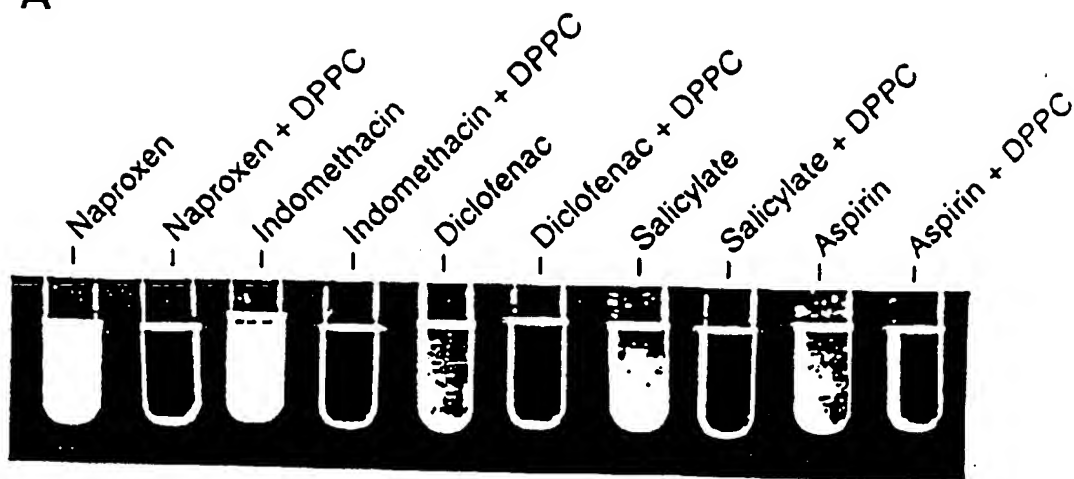 A
Naproxen
Naproxen + DPPC
Indomethacin
Indomethacin + DPPC
Diclofenac
Diclofenac + DPPC
Salicylate
Salicylate + DPPC
Aspirin
Aspirin + DPPC